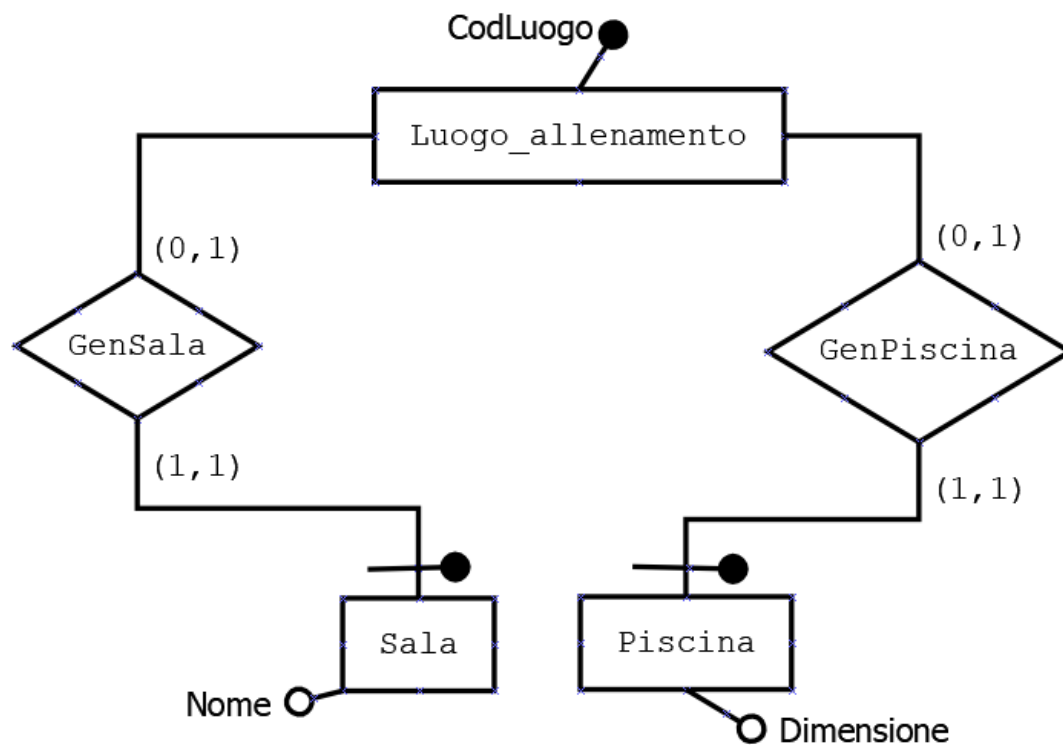 CodLuogo
Luogo_allenamento
(0,1)
(0,1)
GenSala
GenPiscina
(1,1)
(1,1)
Sala
Piscina
Nome
Dimensione